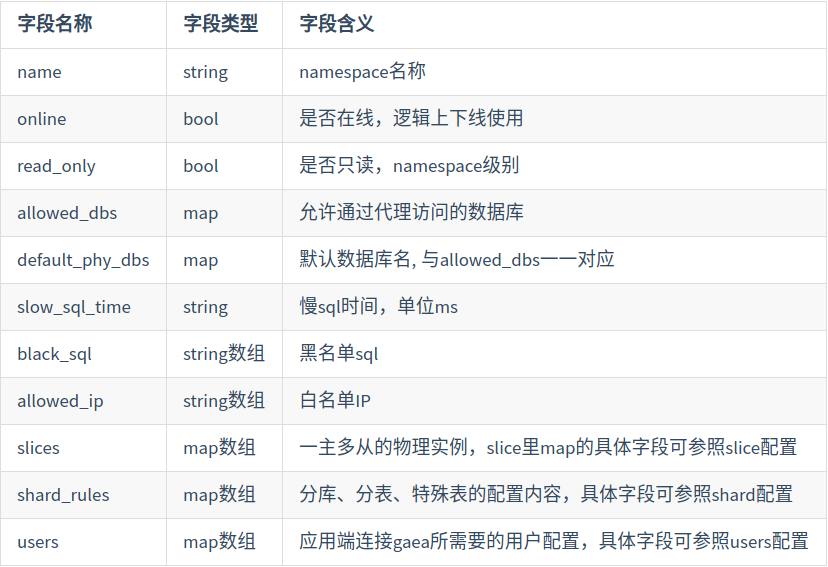 字段名称 字段类型 字段含义
name string namespace名称
online bool 是否在线，逻辑上下线使用
read_only bool 是否只读，namespace级别
allowed_dbs map 允许通过代理访问的数据库
default_phy_dbs map 默认数据库名, 与allowed_dbs一一对应
slow_sql_time string 慢sql时间，单位ms
black_sql string数组 黑名单sql
allowed_ip string数组 白名单IP
slices map数组 一主多从的物理实例，slice里map的具体字段可参照slice配置
shard_rules map数组 分库、分表、特殊表的配置内容，具体字段可参照shard配置
users map数组 应用端连接gaea所需要的用户配置，具体字段可参照users配置